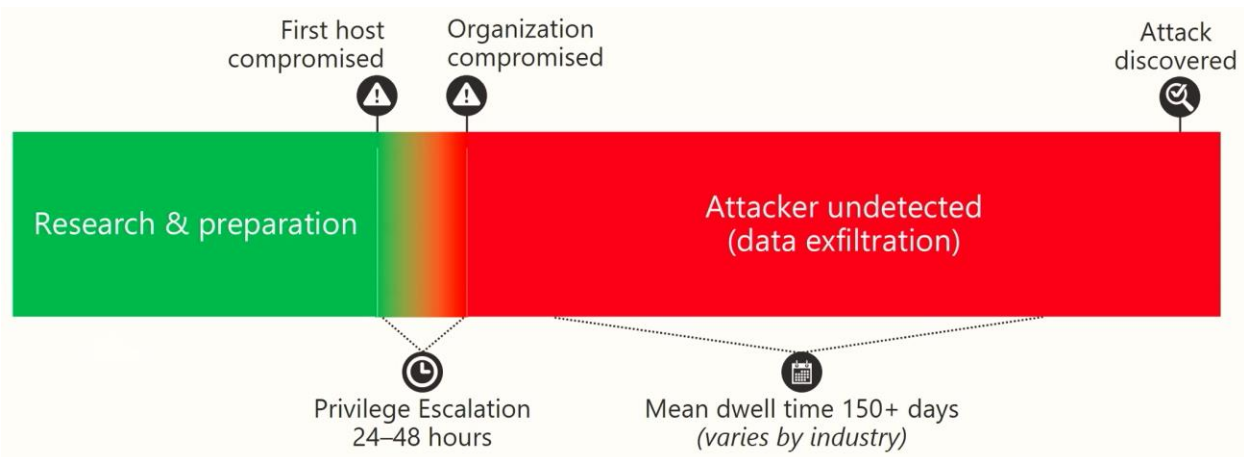 First host
compromised
Organization
compromised
Attack
discovered
Research & preparation
Attacker undetected
(data exfiltration)
Privilege Escalation
24–48 hours
Mean dwell time 150+ days
(varies by industry)